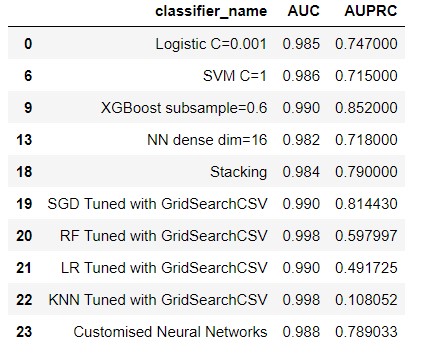 classifier_name AUC AUPRC
0 Logistic C=0.001 0.985 0.747000
6 SVM C=1 0.986 0.715000
9 XGBoost subsample=0.6 0.990 0.852000
13 NN dense dim=16 0.982 0.718000
18 Stacking 0.984 0.790000
19 SGD Tuned with GridSearchCSV 0.990 0.814430
20 RF Tuned with GridSearchCSV 0.998 0.597997
21 LR Tuned with GridSearchCSV 0.990 0.491725
22 KNN Tuned with GridSearchCSV 0.998 0.108052
23 Customised Neural Networks 0.988 0.789033